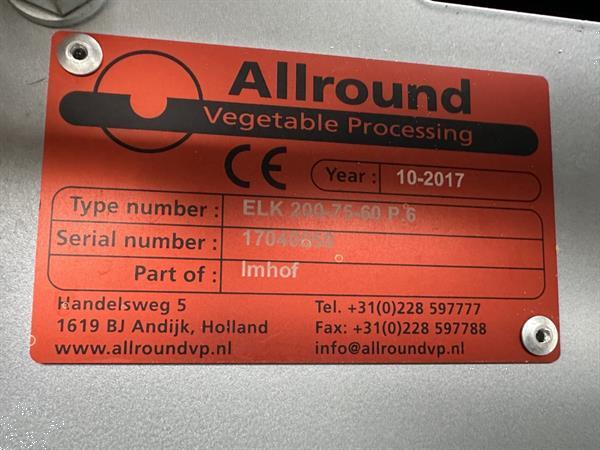 Allround
Vegetable Processing
CE
Year : 10-2017
Type number : ELK 200-75-60 P.6
Serial number :
Part of : Imhof
Handelsweg 5
1619 BJ Andijk, Holland
www.allroundvp.nl
Tel. +31(0)228 597777
Fax: +31(0)228 597788
info@allroundvp.nl